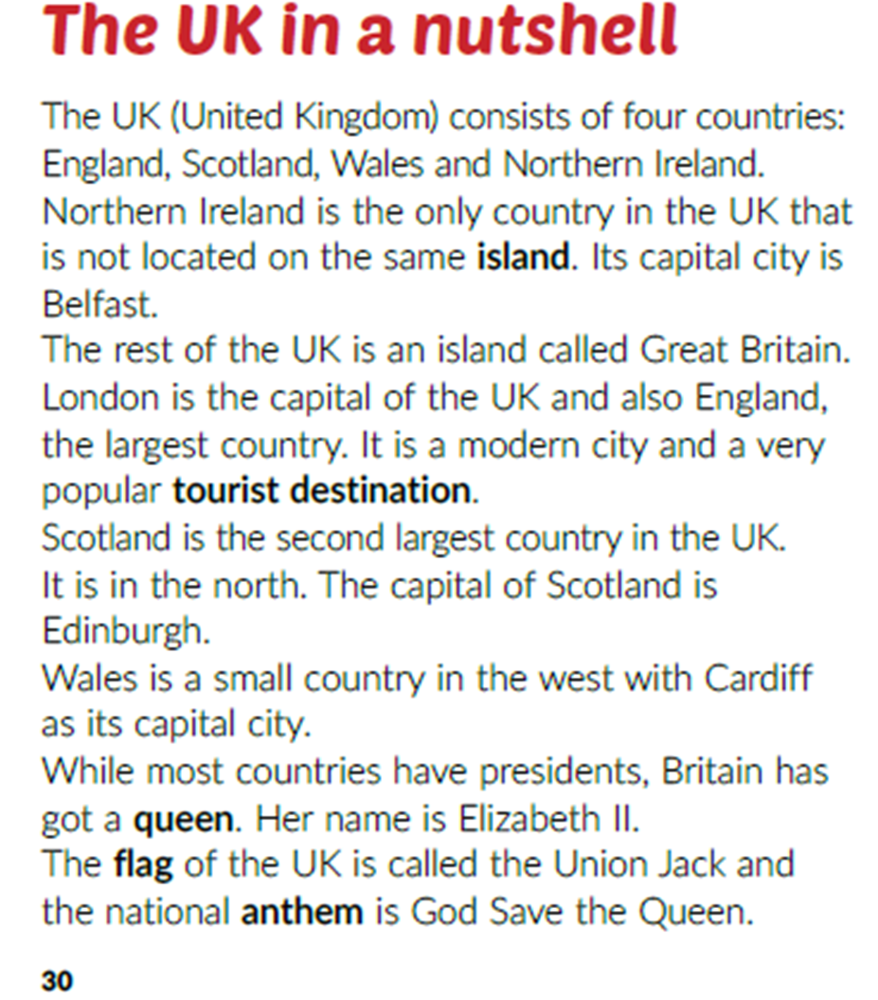 The UK in a nutshell
The UK (United Kingdom) consists of four countries:
England, Scotland, Wales and Northern Ireland.
Northern Ireland is the only country in the UK that
is not located on the same island. Its capital city is
Belfast.
The rest of the UK is an island called Great Britain.
London is the capital of the UK and also England,
the largest country. It is a modern city and a very
popular tourist destination.
Scotland is the second largest country in the UK.
It is in the north. The capital of Scotland is
Edinburgh.
Wales is a small country in the west with Cardiff
as its capital city.
While most countries have presidents, Britain has
got a queen. Her name is Elizabeth II.
The flag of the UK is called the Union Jack and
the national anthem is God Save the Queen.
30